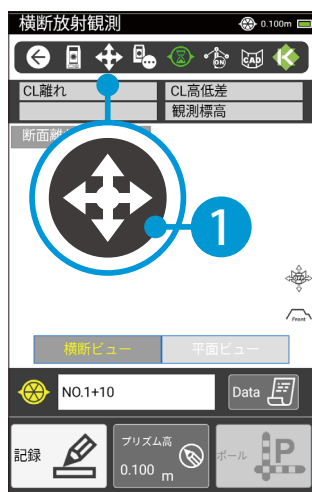 横断放射観測
0.100m
ON
CAD
CL離れ
CL高低差
観測標高
断面
1
Front
横断ビュー
平面ビュー
NO.1+10
Data
記録
プリズム高
0.100 m
ポール
P